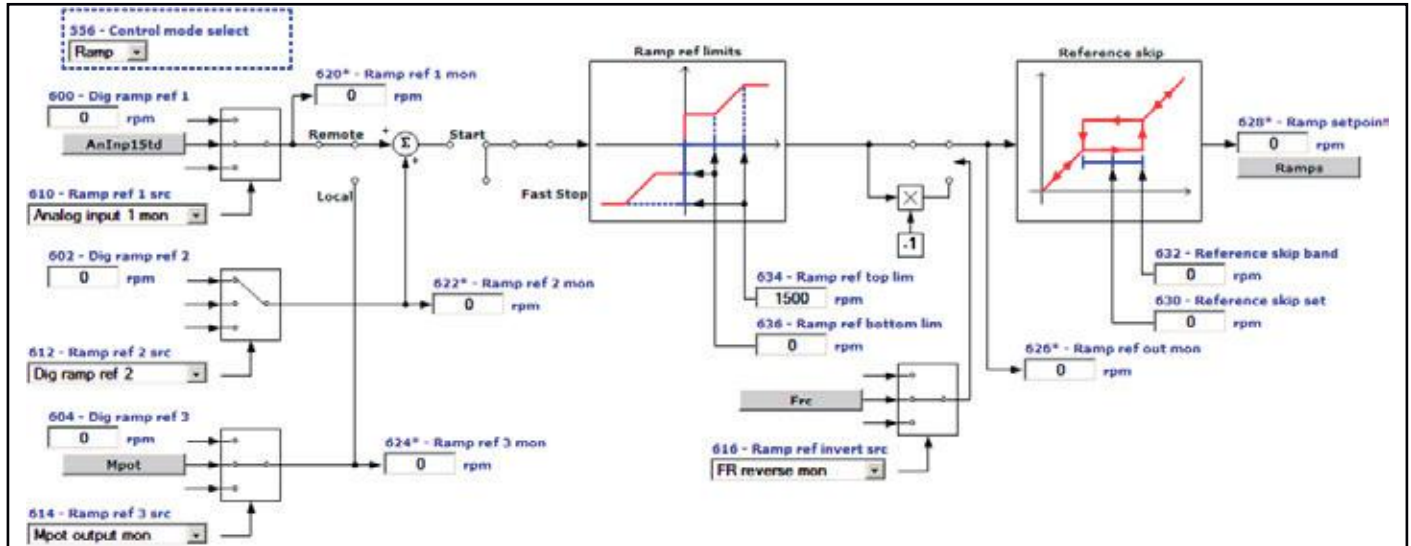 556 - Control mode select
Ramp
Ramp ref limits
Reference skip
620* - Ramp ref 1 mon
0 rpm
600 - Dig ramp ref 1
0 rpm
AnInp1Std
Remote
+
Σ
+
Start
628* - Ramp setpoint
0 rpm
Ramps
610 - Ramp ref 1 src
Analog input 1 mon
Local
Fast Stop
×
-1
602 - Dig ramp ref 2
0 rpm
622* - Ramp ref 2 mon
0 rpm
634 - Ramp ref top lim
1500 rpm
632 - Reference skip band
0 rpm
630 - Reference skip set
0 rpm
636 - Ramp ref bottom lim
0 rpm
626* - Ramp ref out mon
0 rpm
612 - Ramp ref 2 src
Dig ramp ref 2
604 - Dig ramp ref 3
0 rpm
Mpot
624* - Ramp ref 3 mon
0 rpm
Frc
616 - Ramp ref invert src
FR reverse mon
614 - Ramp ref 3 src
Mpot output mon